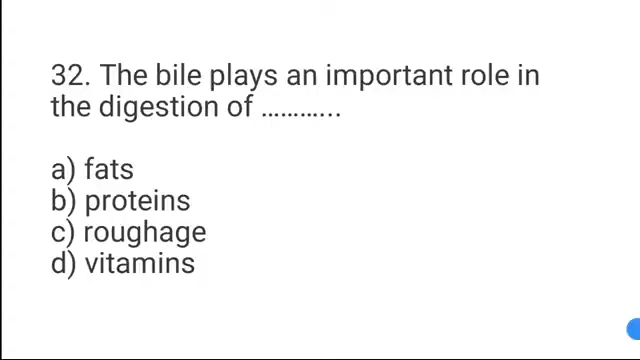 32. The bile plays an important role in
the digestion of ............
a) fats
b) proteins
c) roughage
d) vitamins